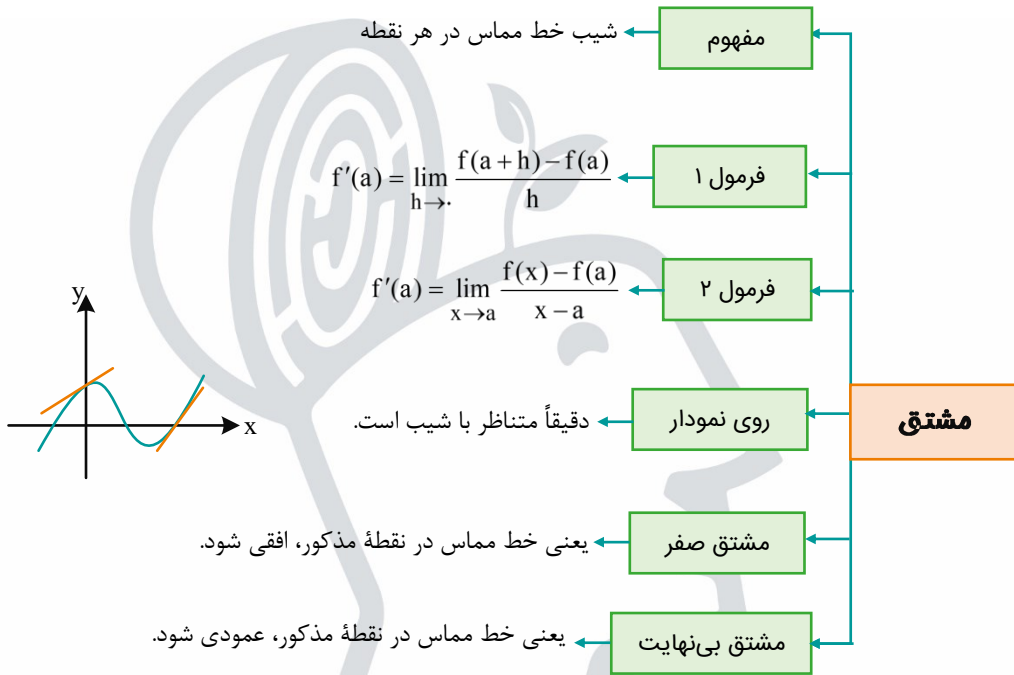 مشتق
مفهوم
شیب خط مماس در هر نقطه
فرمول ۱
f′(a) = lim h→۰ (f(a + h) − f(a)) / h
فرمول ۲
f′(a) = lim x→a (f(x) − f(a)) / (x − a)
روی نمودار
دقیقاً متناظر با شیب است.
y
x
مشتق صفر
یعنی خط مماس در نقطۀ مذکور، افقی شود.
مشتق بی‌نهایت
یعنی خط مماس در نقطۀ مذکور، عمودی شود.